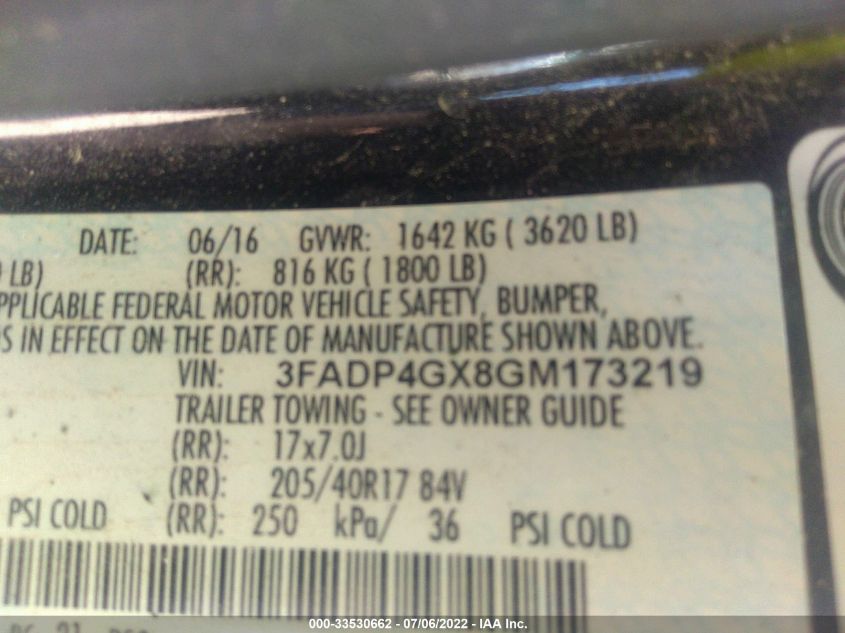 DATE: 06/16 GVWR: 1642 KG ( 3620 LB)
LB) (RR): 816 KG ( 1800 LB)
APPLICABLE FEDERAL MOTOR VEHICLE SAFETY, BUMPER,
IN EFFECT ON THE DATE OF MANUFACTURE SHOWN ABOVE.
VIN: 3FADP4GX8GM173219
TRAILER TOWING - SEE OWNER GUIDE
(RR): 17x7.0J
(RR): 205/40R17 84V
PSI COLD (RR): 250 kPa/ 36 PSI COLD
000-33530662 - 07/06/2022 - IAA Inc.